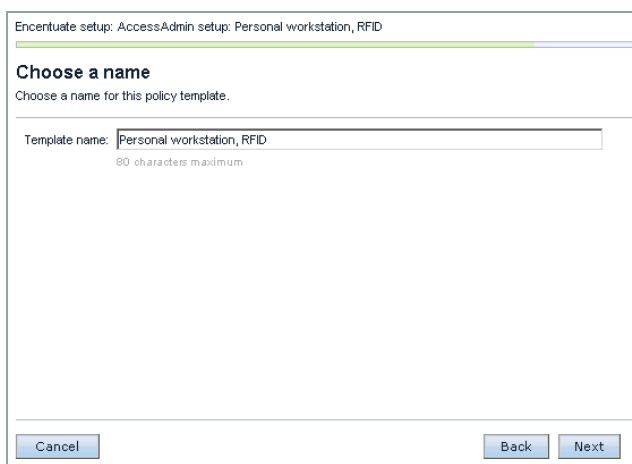 Encentuate setup: AccessAdmin setup: Personal workstation, RFID
Choose a name
Choose a name for this policy template.
Template name: Personal workstation, RFID
80 characters maximum
Cancel Back Next